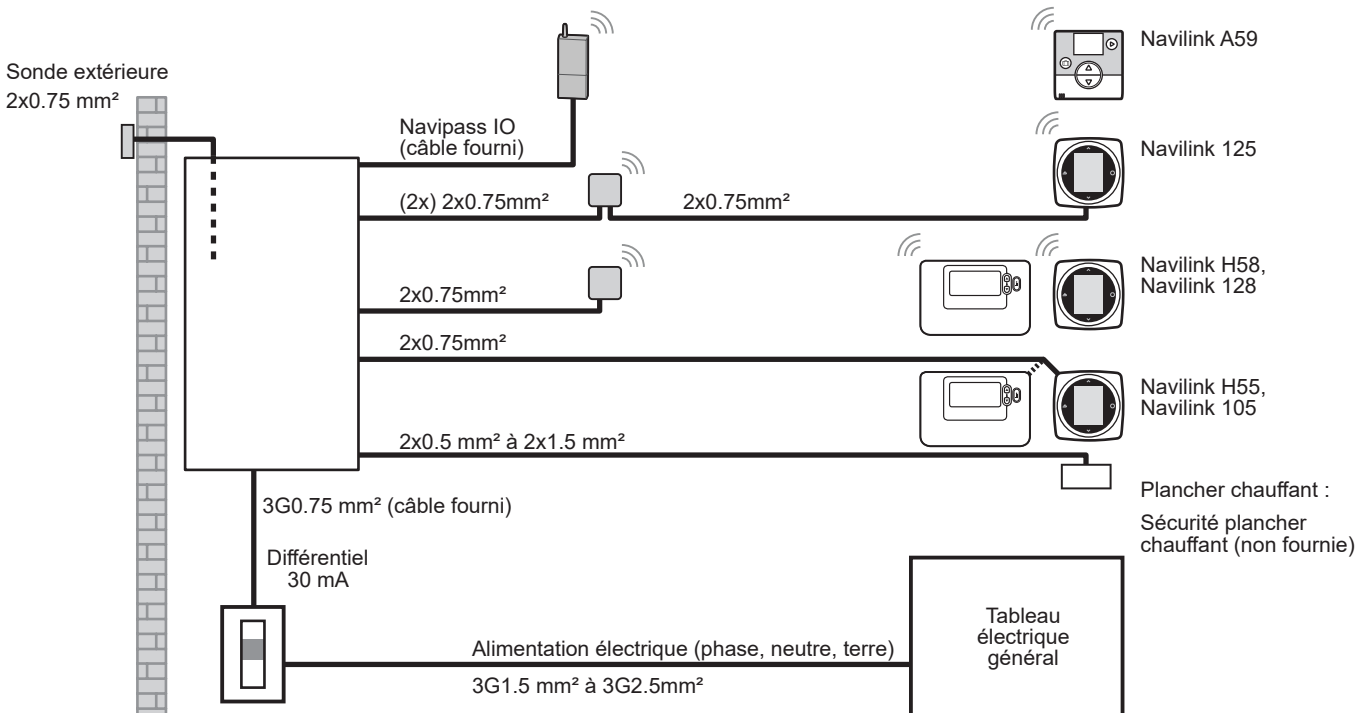 Sonde extérieure
2x0.75 mm²
Navipass IO
(câble fourni)
Navilink A59
(2x) 2x0.75mm²
2x0.75mm²
Navilink 125
2x0.75mm²
Navilink H58,
Navilink 128
2x0.75mm²
Navilink H55,
Navilink 105
2x0.5 mm² à 2x1.5 mm²
Plancher chauffant :
Sécurité plancher
chauffant (non fournie)
3G0.75 mm² (câble fourni)
Différentiel
30 mA
Alimentation électrique (phase, neutre, terre)
3G1.5 mm² à 3G2.5mm²
Tableau
électrique
général